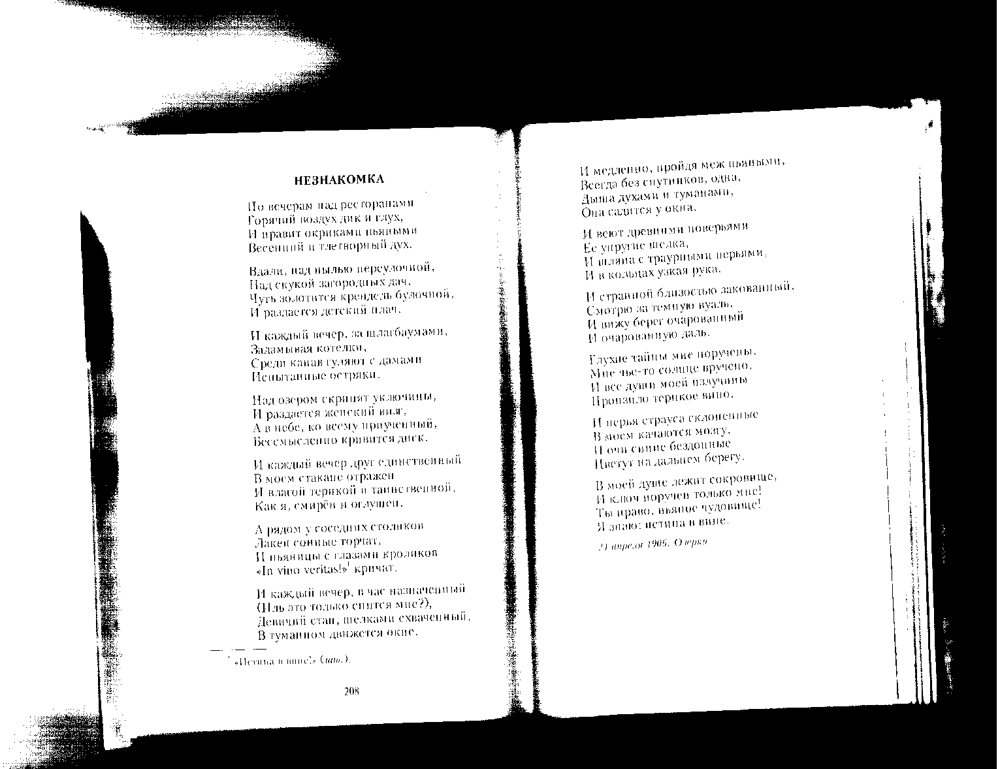 НЕЗНАКОМКА
По вечерам над ресторанами
Горячий воздух дик и глух,
И правит окриками пьяными
Весенний и тлетворный дух.
Вдали, над пылью переулочной,
Над скукой загородных дач,
Чуть золотится крендель булочной,
И раздается детский плач.
И каждый вечер, за шлагбаумами,
Заламывая котелки,
Среди канав гуляют с дамами
Испытанные остряки.
Над озером скрипят уключины,
И раздается женский визг,
А в небе, ко всему приученный,
Бессмысленно кривится диск.
И каждый вечер друг единственный
В моем стакане отражен
И влагой терпкой и таинственной,
Как я, смирён и оглушен.
А рядом у соседних столиков
Лакеи сонные торчат,
И пьяницы с глазами кроликов
«In vino veritas!»¹ кричат.
И каждый вечер, в час назначенный
(Иль это только снится мне?),
Девичий стан, шелками схваченный,
В туманном движется окне.
¹ «Истина в вине!» (лат.).
208
И медленно, пройдя меж пьяными,
Всегда без спутников, одна,
Дыша духами и туманами,
Она садится у окна.
И веют древними поверьями
Ее упругие шелка,
И шляпа с траурными перьями,
И в кольцах узкая рука.
И странной близостью закованный,
Смотрю за темную вуаль,
И вижу берег очарованный
И очарованную даль.
Глухие тайны мне поручены,
Мне чье-то солнце вручено,
И все души моей излучины
Пронзило терпкое вино.
И перья страуса склоненные
В моем качаются мозгу,
И очи синие бездонные
Цветут на дальнем берегу.
В моей душе лежит сокровище,
И ключ поручен только мне!
Ты право, пьяное чудовище!
Я знаю: истина в вине.
24 апреля 1906. Озерки